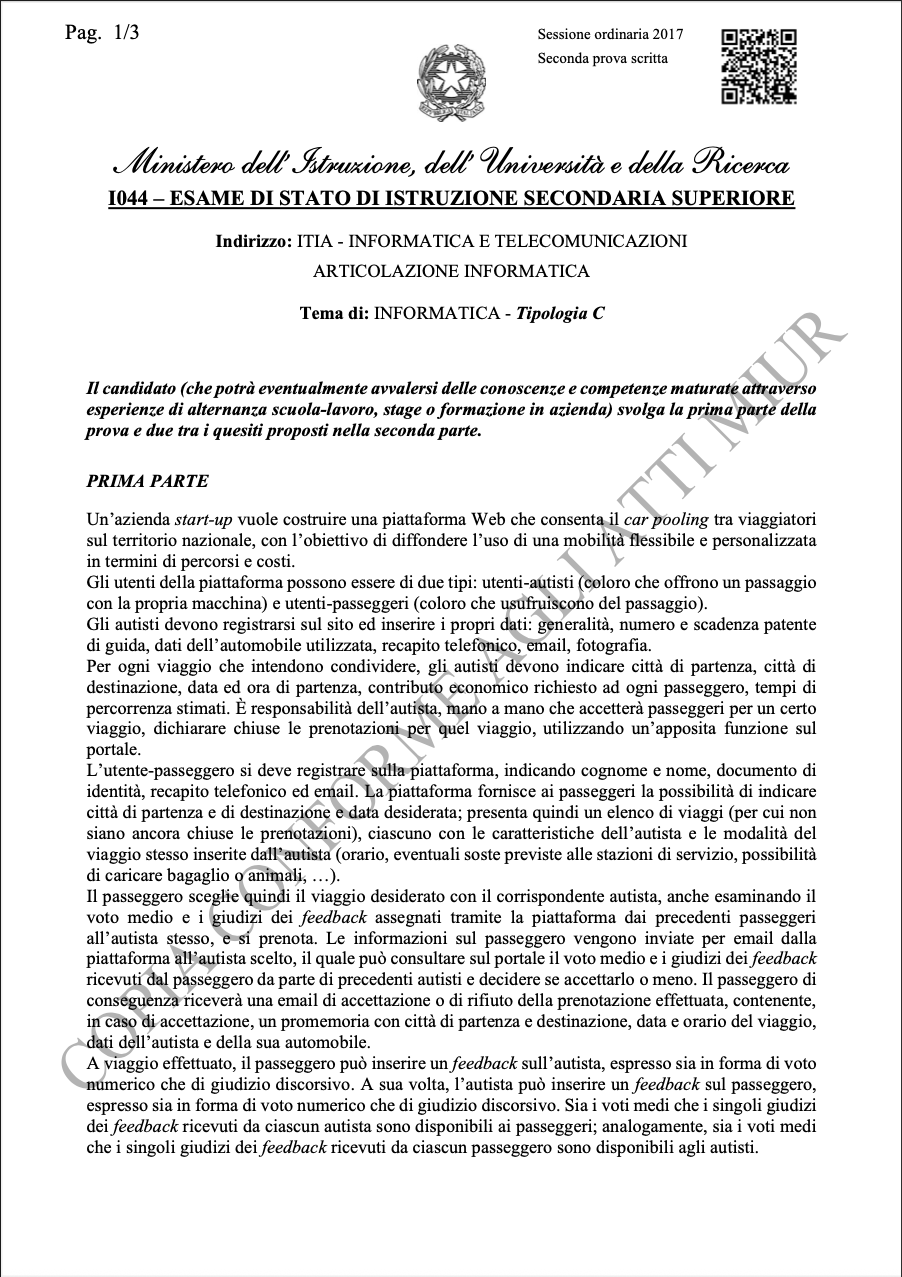 Pag. 1/3
Sessione ordinaria 2017
Seconda prova scritta
Ministero dell'Istruzione, dell'Università e della Ricerca
I044 – ESAME DI STATO DI ISTRUZIONE SECONDARIA SUPERIORE
Indirizzo: ITIA - INFORMATICA E TELECOMUNICAZIONI
ARTICOLAZIONE INFORMATICA
Tema di: INFORMATICA - Tipologia C
Il candidato (che potrà eventualmente avvalersi delle conoscenze e competenze maturate attraverso
esperienze di alternanza scuola-lavoro, stage o formazione in azienda) svolga la prima parte della
prova e due tra i quesiti proposti nella seconda parte.
PRIMA PARTE
Un'azienda start-up vuole costruire una piattaforma Web che consenta il car pooling tra viaggiatori
sul territorio nazionale, con l'obiettivo di diffondere l'uso di una mobilità flessibile e personalizzata
in termini di percorsi e costi.
Gli utenti della piattaforma possono essere di due tipi: utenti-autisti (coloro che offrono un passaggio
con la propria macchina) e utenti-passeggeri (coloro che usufruiscono del passaggio).
Gli autisti devono registrarsi sul sito ed inserire i propri dati: generalità, numero e scadenza patente
di guida, dati dell'automobile utilizzata, recapito telefonico, email, fotografia.
Per ogni viaggio che intendono condividere, gli autisti devono indicare città di partenza, città di
destinazione, data ed ora di partenza, contributo economico richiesto ad ogni passeggero, tempi di
percorrenza stimati. È responsabilità dell'autista, mano a mano che accetterà passeggeri per un certo
viaggio, dichiarare chiuse le prenotazioni per quel viaggio, utilizzando un'apposita funzione sul
portale.
L'utente-passeggero si deve registrare sulla piattaforma, indicando cognome e nome, documento di
identità, recapito telefonico ed email. La piattaforma fornisce ai passeggeri la possibilità di indicare
città di partenza e di destinazione e data desiderata; presenta quindi un elenco di viaggi (per cui non
siano ancora chiuse le prenotazioni), ciascuno con le caratteristiche dell'autista e le modalità del
viaggio stesso inserite dall'autista (orario, eventuali soste previste alle stazioni di servizio, possibilità
di caricare bagaglio o animali, …).
Il passeggero sceglie quindi il viaggio desiderato con il corrispondente autista, anche esaminando il
voto medio e i giudizi dei feedback assegnati tramite la piattaforma dai precedenti passeggeri
all'autista stesso, e si prenota. Le informazioni sul passeggero vengono inviate per email dalla
piattaforma all'autista scelto, il quale può consultare sul portale il voto medio e i giudizi dei feedback
ricevuti dal passeggero da parte di precedenti autisti e decidere se accettarlo o meno. Il passeggero di
conseguenza riceverà una email di accettazione o di rifiuto della prenotazione effettuata, contenente,
in caso di accettazione, un promemoria con città di partenza e destinazione, data e orario del viaggio,
dati dell'autista e della sua automobile.
A viaggio effettuato, il passeggero può inserire un feedback sull'autista, espresso sia in forma di voto
numerico che di giudizio discorsivo. A sua volta, l'autista può inserire un feedback sul passeggero,
espresso sia in forma di voto numerico che di giudizio discorsivo. Sia i voti medi che i singoli giudizi
dei feedback ricevuti da ciascun autista sono disponibili ai passeggeri; analogamente, sia i voti medi
che i singoli giudizi dei feedback ricevuti da ciascun passeggero sono disponibili agli autisti.
COPIA CONFORME AGLI ATTI MIUR